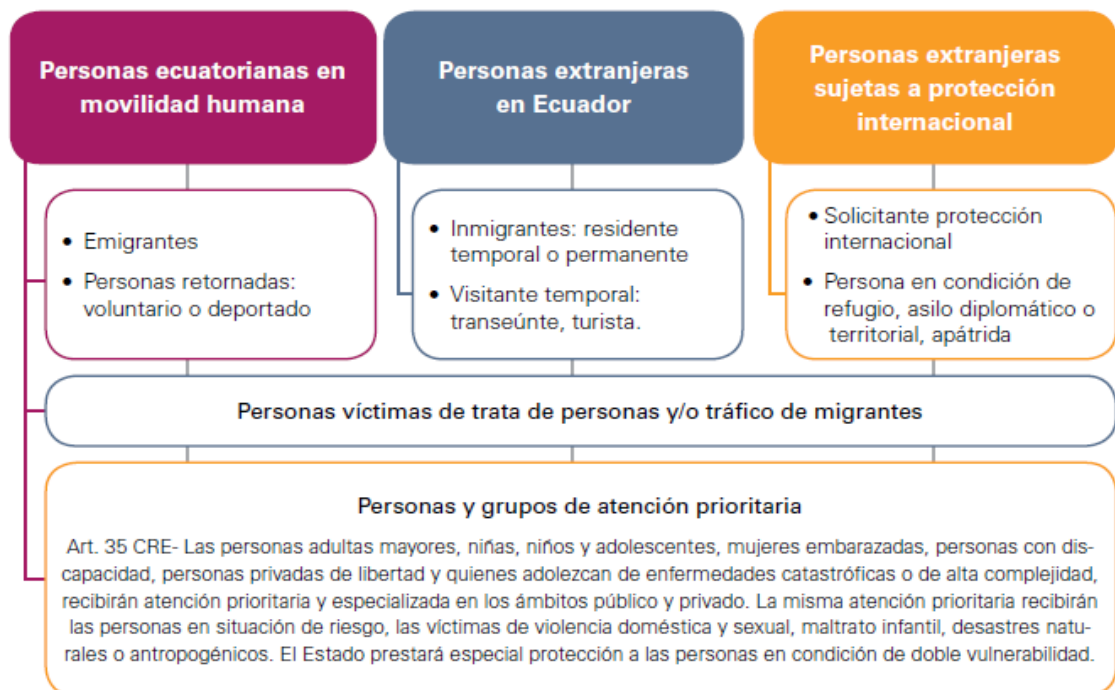 Personas ecuatorianas en
movilidad humana
Personas extranjeras
en Ecuador
Personas extranjeras
sujetas a protección
internacional
• Emigrantes
• Personas retornadas:
voluntario o deportado
• Inmigrantes: residente
temporal o permanente
• Visitante temporal:
transeúnte, turista.
• Solicitante protección
internacional
• Persona en condición de
refugio, asilo diplomático o
territorial, apátrida
Personas víctimas de trata de personas y/o tráfico de migrantes
Personas y grupos de atención prioritaria
Art. 35 CRE- Las personas adultas mayores, niñas, niños y adolescentes, mujeres embarazadas, personas con dis-
capacidad, personas privadas de libertad y quienes adolezcan de enfermedades catastróficas o de alta complejidad,
recibirán atención prioritaria y especializada en los ámbitos público y privado. La misma atención prioritaria recibirán
las personas en situación de riesgo, las víctimas de violencia doméstica y sexual, maltrato infantil, desastres natu-
rales o antropogénicos. El Estado prestará especial protección a las personas en condición de doble vulnerabilidad.